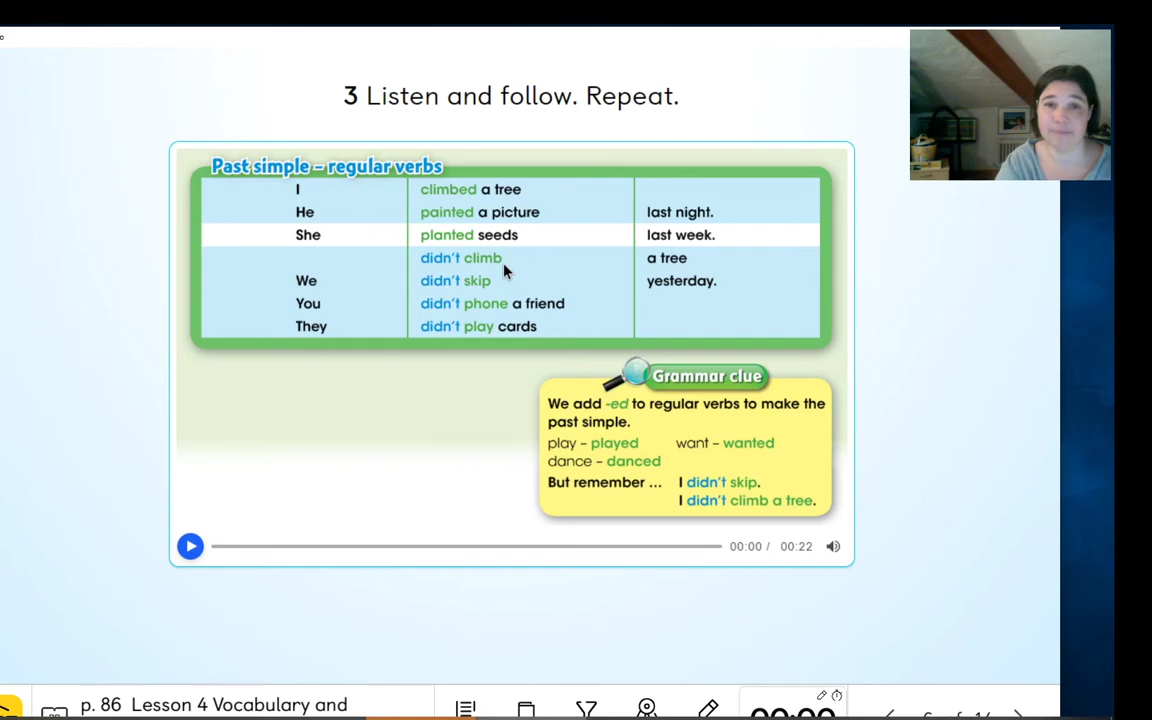 3 Listen and follow. Repeat.
Past simple – regular verbs
I climbed a tree
He painted a picture last night.
She planted seeds last week.
didn't climb a tree
We didn't skip yesterday.
You didn't phone a friend
They didn't play cards
Grammar clue
We add -ed to regular verbs to make the
past simple.
play – played want – wanted
dance – danced
But remember ... I didn't skip.
I didn't climb a tree.
00:00 / 00:22
p. 86 Lesson 4 Vocabulary and